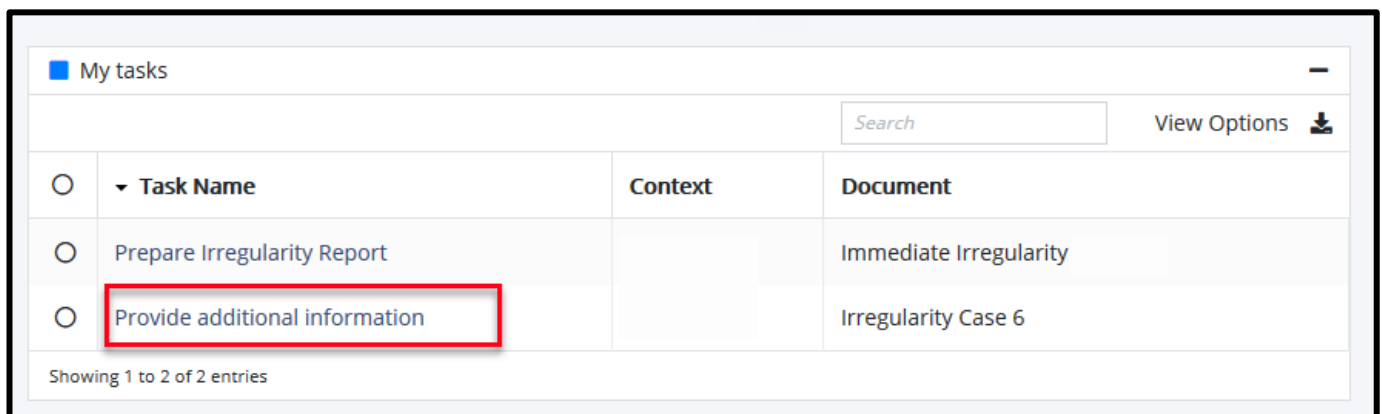 My tasks
Search View Options
Task Name Context Document
Prepare Irregularity Report Immediate Irregularity
Provide additional information Irregularity Case 6
Showing 1 to 2 of 2 entries